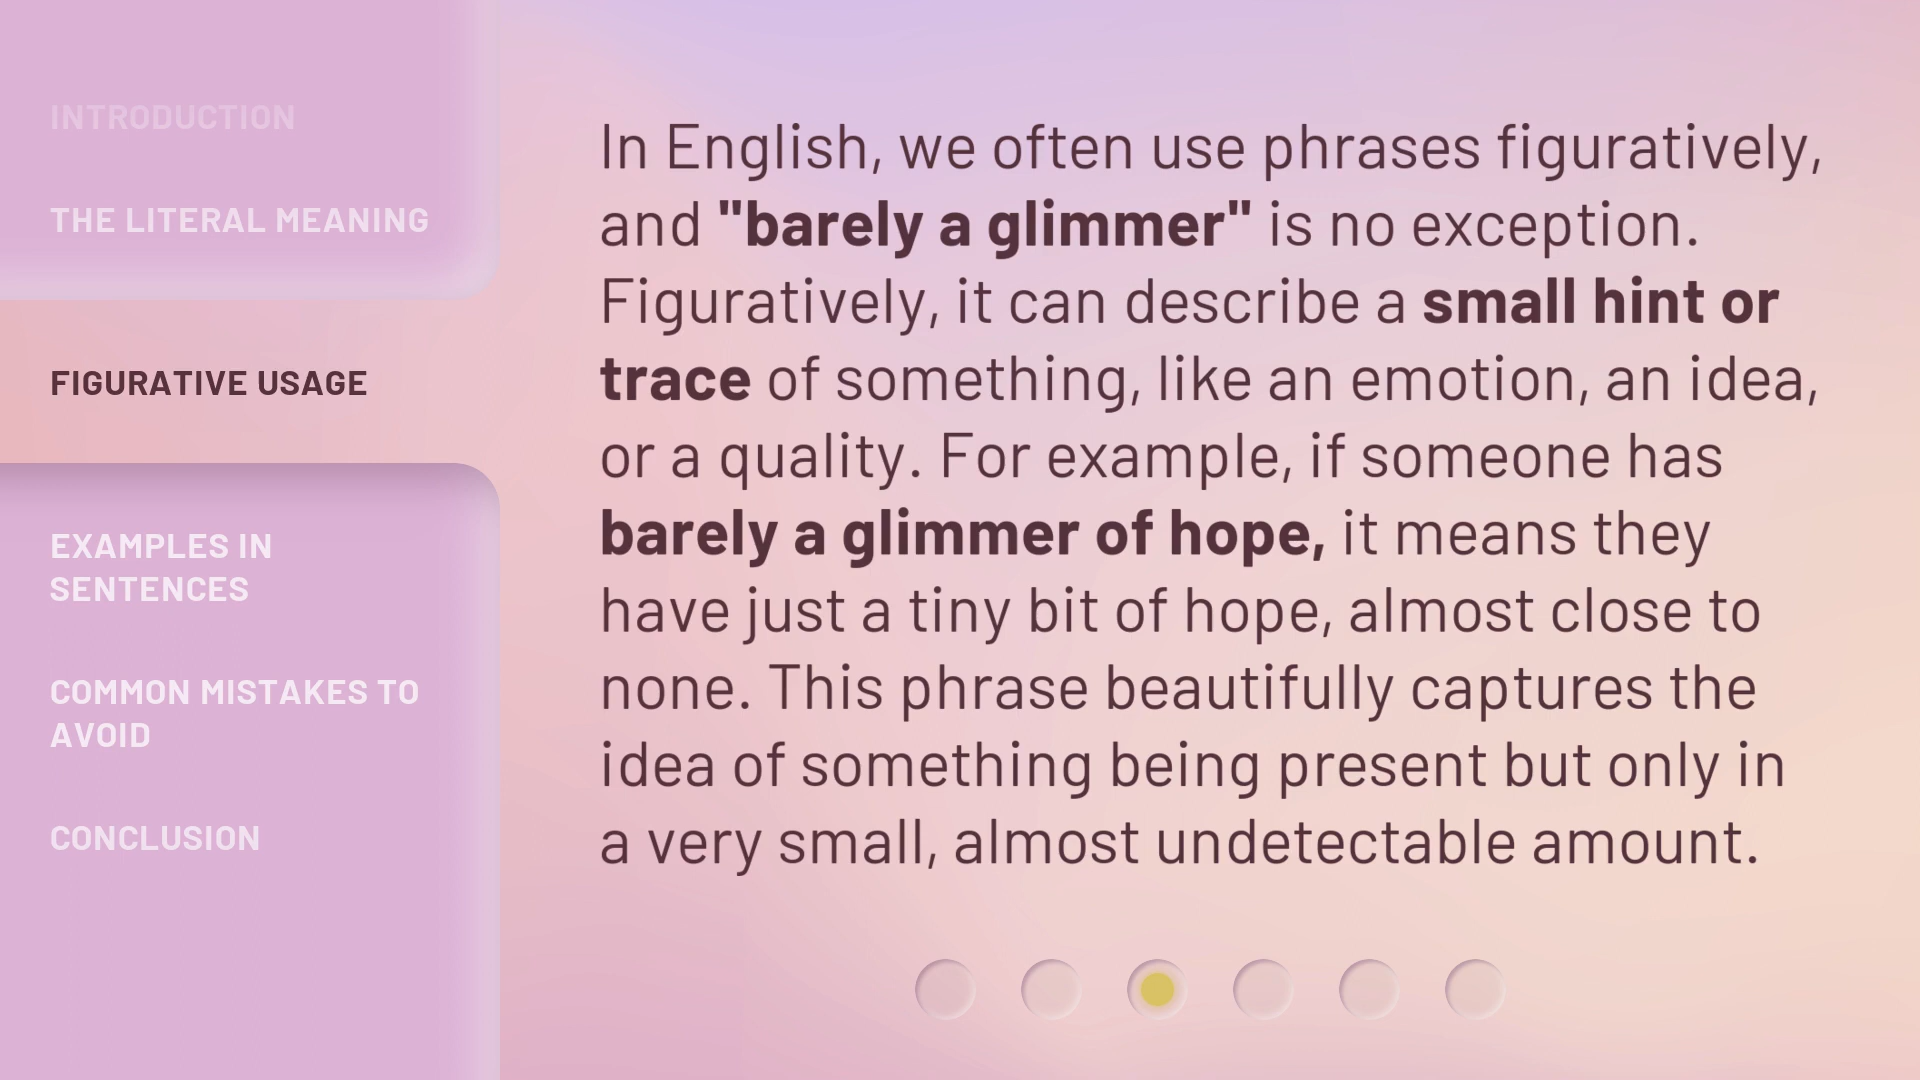 INTRODUCTION
THE LITERAL MEANING
FIGURATIVE USAGE
EXAMPLES IN
SENTENCES
COMMON MISTAKES TO
AVOID
CONCLUSION
In English, we often use phrases figuratively,
and "barely a glimmer" is no exception.
Figuratively, it can describe a small hint or
trace of something, like an emotion, an idea,
or a quality. For example, if someone has
barely a glimmer of hope, it means they
have just a tiny bit of hope, almost close to
none. This phrase beautifully captures the
idea of something being present but only in
a very small, almost undetectable amount.